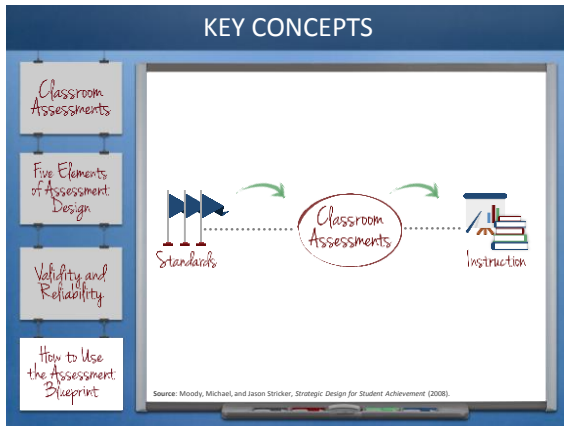 KEY CONCEPTS
Classroom
Assessments
Five Elements
of Assessment
Design
Validity and
Reliability
How to Use
the Assessment
Blueprint
Standards
Classroom
Assessments
Instruction
Source: Moody, Michael, and Jason Stricker, Strategic Design for Student Achievement (2008).